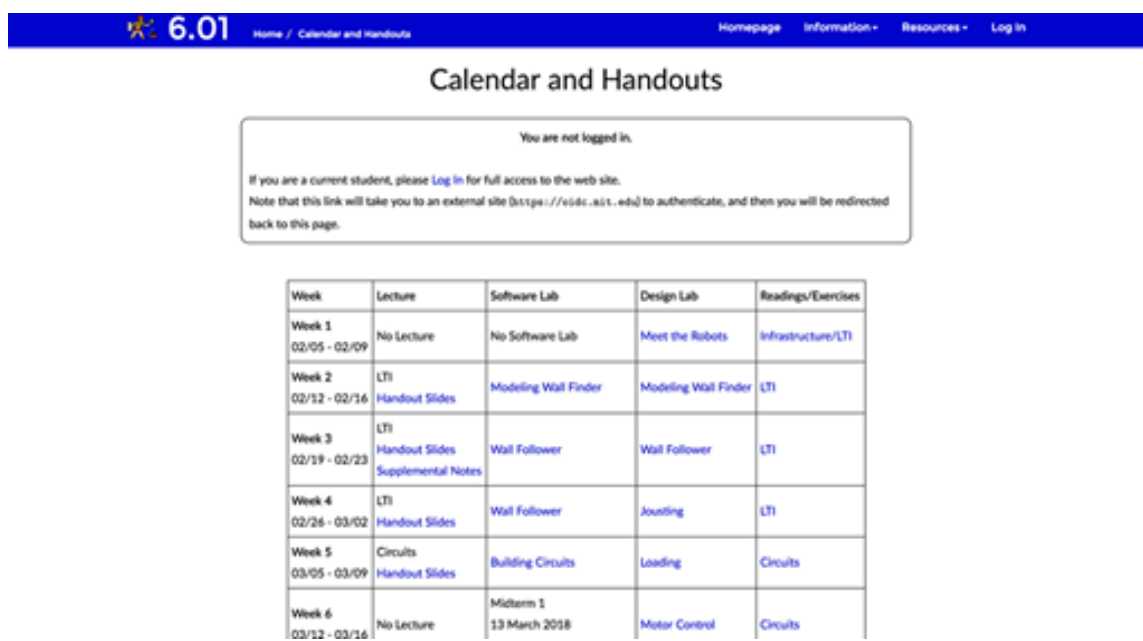 6.01 Home / Calendar and Handouts Homepage Information Resources Log In
Calendar and Handouts
You are not logged in.
If you are a current student, please Log In for full access to the web site.
Note that this link will take you to an external site (https://oidc.mit.edu) to authenticate, and then you will be redirected
back to this page.
Week Lecture Software Lab Design Lab Readings/Exercises
Week 1
02/05 - 02/09
No Lecture
No Software Lab
Meet the Robots
Infrastructure/LTI
Week 2
02/12 - 02/16
LTI
Handout Slides
Modeling Wall Finder
Modeling Wall Finder
LTI
Week 3
02/19 - 02/23
LTI
Handout Slides
Supplemental Notes
Wall Follower
Wall Follower
LTI
Week 4
02/26 - 03/02
LTI
Handout Slides
Wall Follower
Jousting
LTI
Week 5
03/05 - 03/09
Circuits
Handout Slides
Building Circuits
Loading
Circuits
Week 6
03/12 - 03/16
No Lecture
Midterm 1
13 March 2018
Motor Control
Circuits